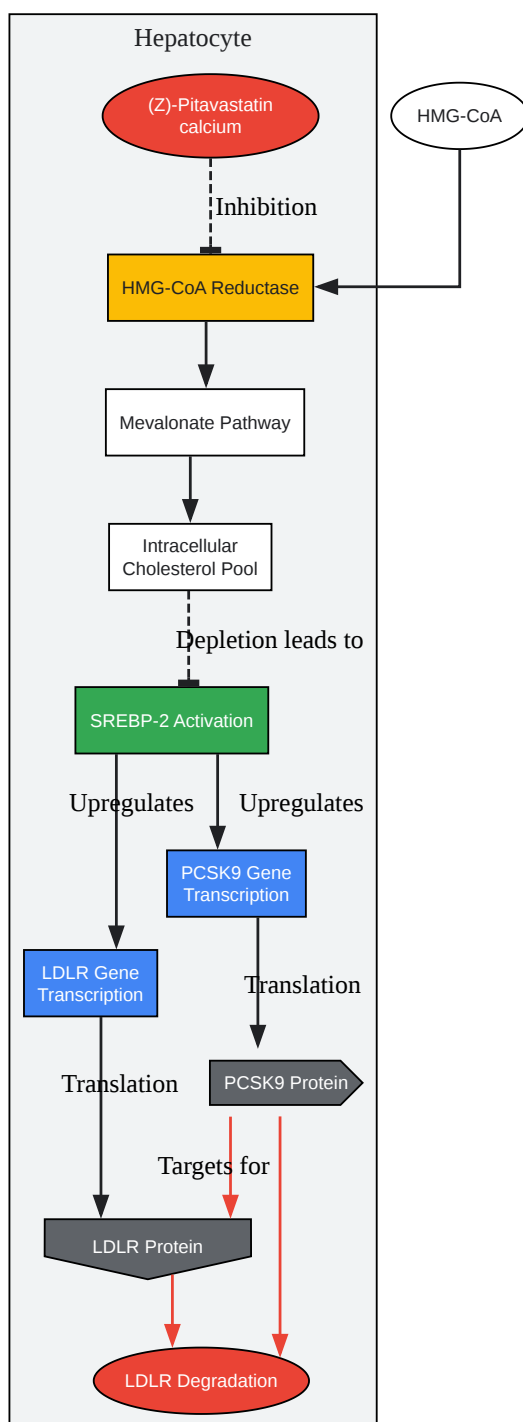 Hepatocyte
(Z)-Pitavastatin
calcium
HMG-CoA
Inhibition
HMG-CoA Reductase
Mevalonate Pathway
Intracellular
Cholesterol Pool
Depletion leads to
SREBP-2 Activation
Upregulates
Upregulates
PCSK9 Gene
Transcription
LDLR Gene
Transcription
Translation
Translation
PCSK9 Protein
Targets for
LDLR Protein
LDLR Degradation